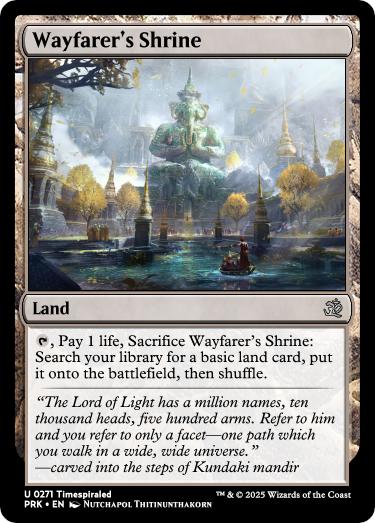 Wayfarer's Shrine
Land
, Pay 1 life, Sacrifice Wayfarer's Shrine:
Search your library for a basic land card, put
it onto the battlefield, then shuffle.
“The Lord of Light has a million names, ten
thousand heads, five hundred arms. Refer to him
and you refer to only a facet—one path which
you walk in a wide, wide universe.”
—carved into the steps of Kundaki mandir
U 0271 Timespiraled
PRK • EN Nutchapol Thitinunthakorn
™ & © 2025 Wizards of the Coast